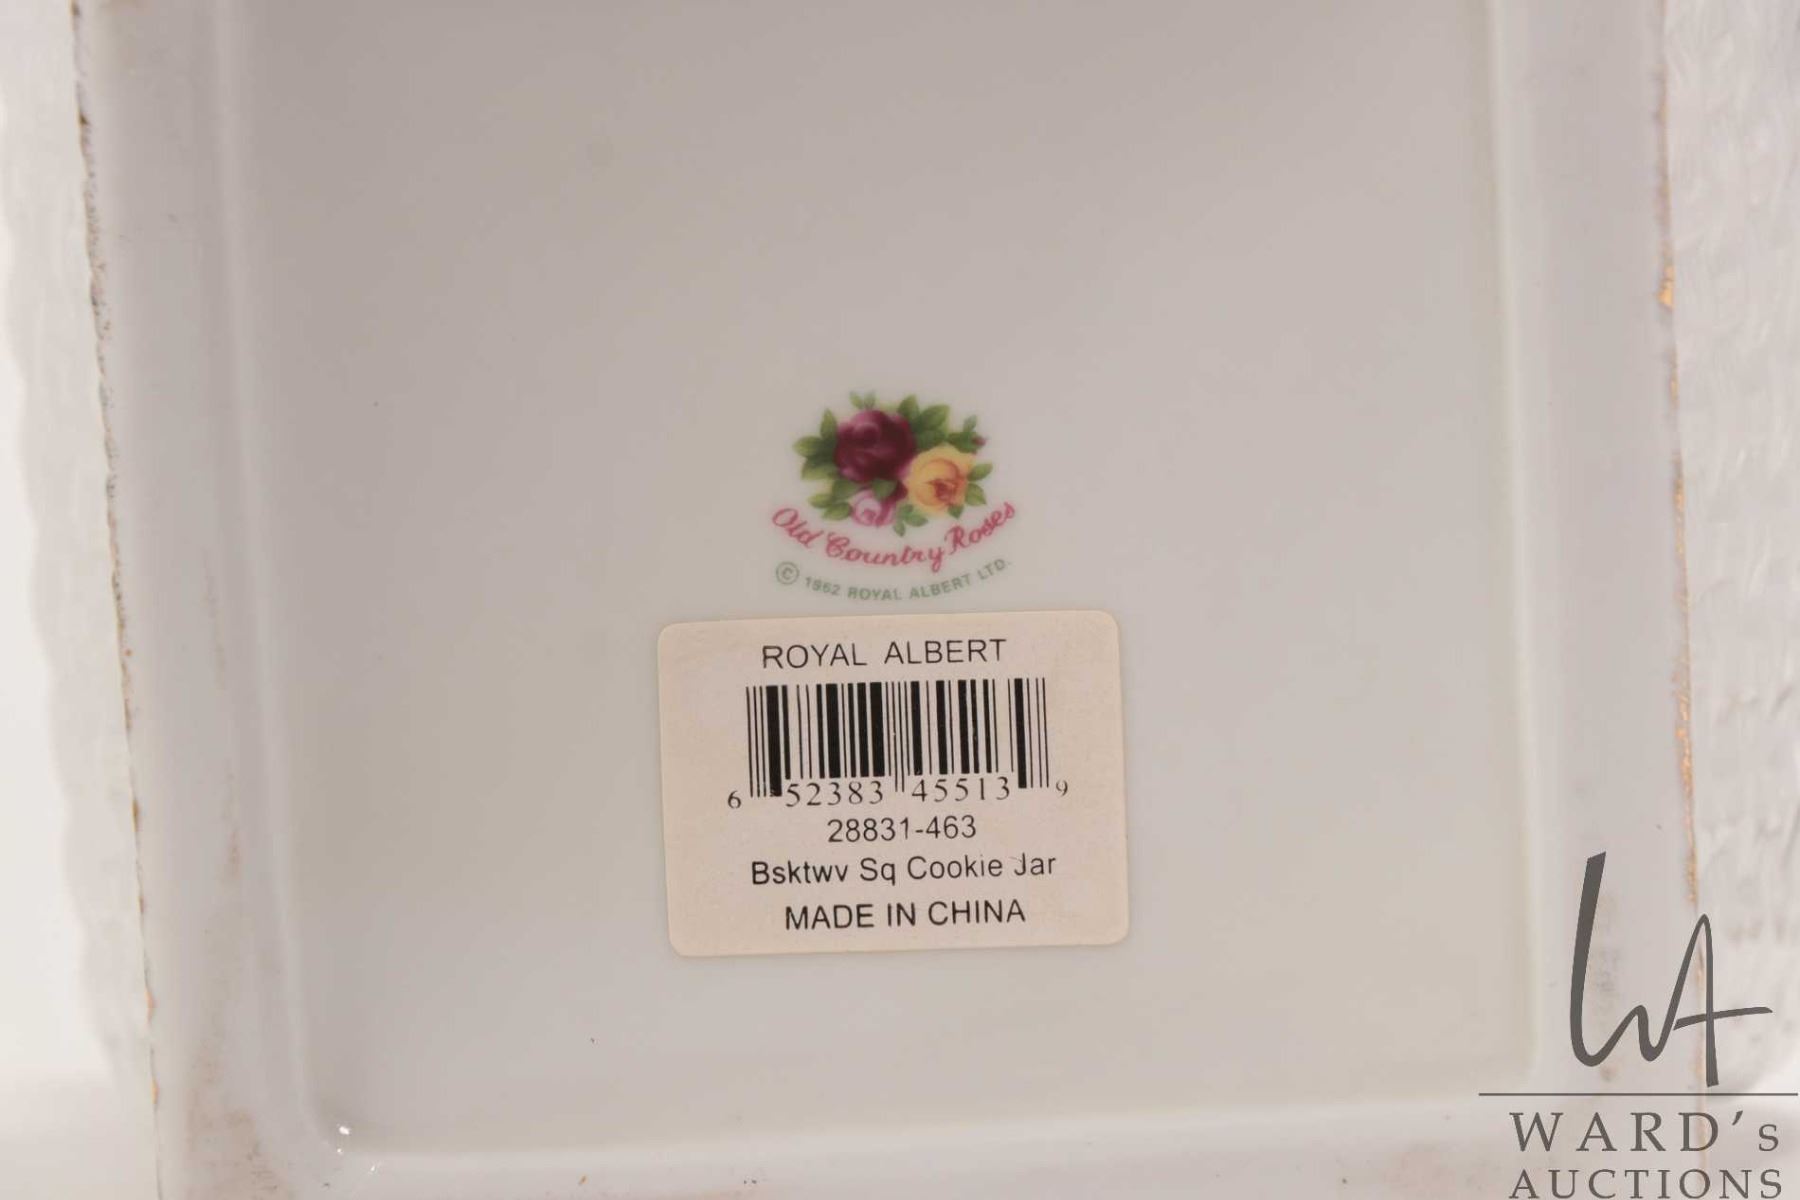 Old Country Roses
© 1962 ROYAL ALBERT LTD.
ROYAL ALBERT
6 52383 45513 9
28831-463
Bsktwv Sq Cookie Jar
MADE IN CHINA
WA
WARD's
AUCTIONS